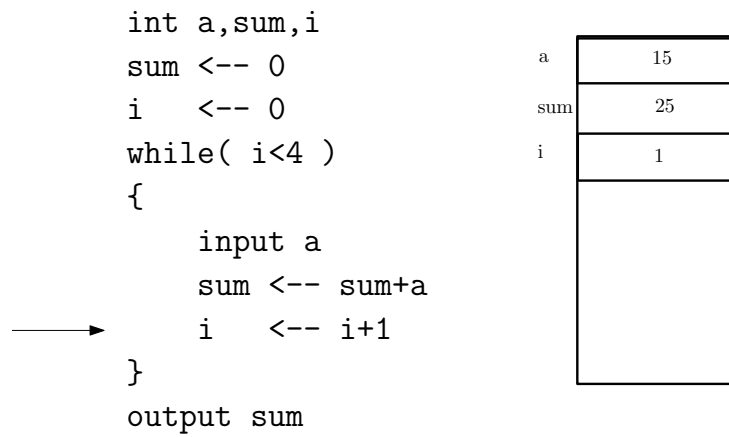 int a,sum,i
sum <-- 0
i <-- 0
while( i<4 )
{
input a
sum <-- sum+a
i <-- i+1
}
output sum
a 15
sum 25
i 1